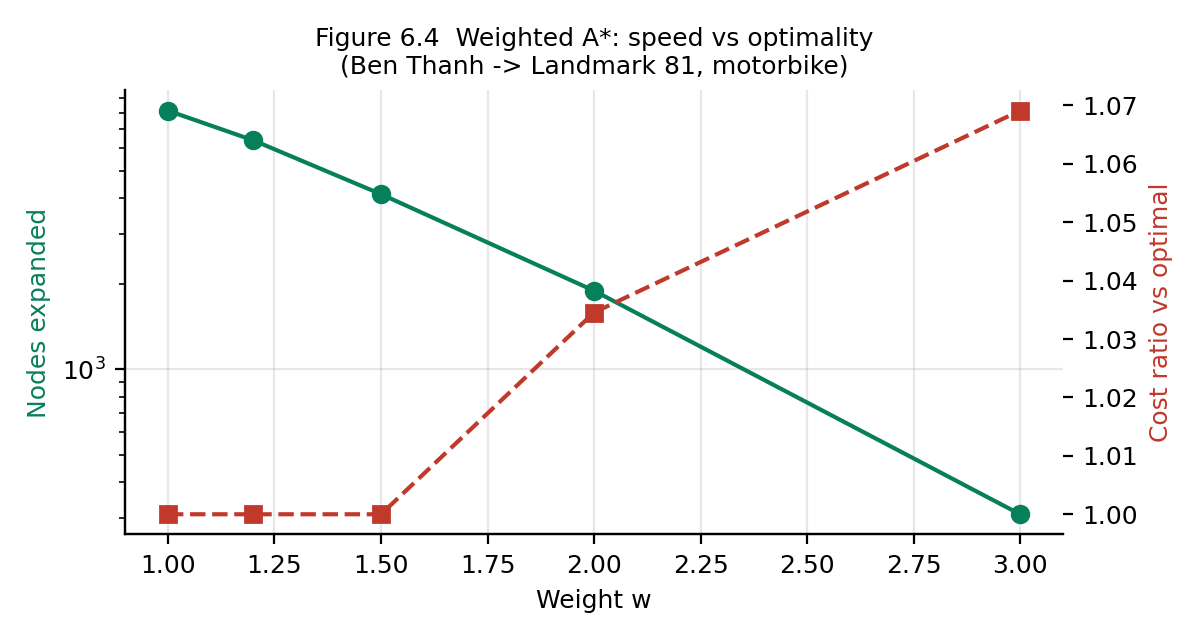 Figure 6.4  Weighted A*: speed vs optimality
(Ben Thanh -> Landmark 81, motorbike)
Nodes expanded
10³
1.07
1.06
1.05
1.04
1.03
1.02
1.01
1.00
Cost ratio vs optimal
1.00 1.25 1.50 1.75 2.00 2.25 2.50 2.75 3.00
Weight w